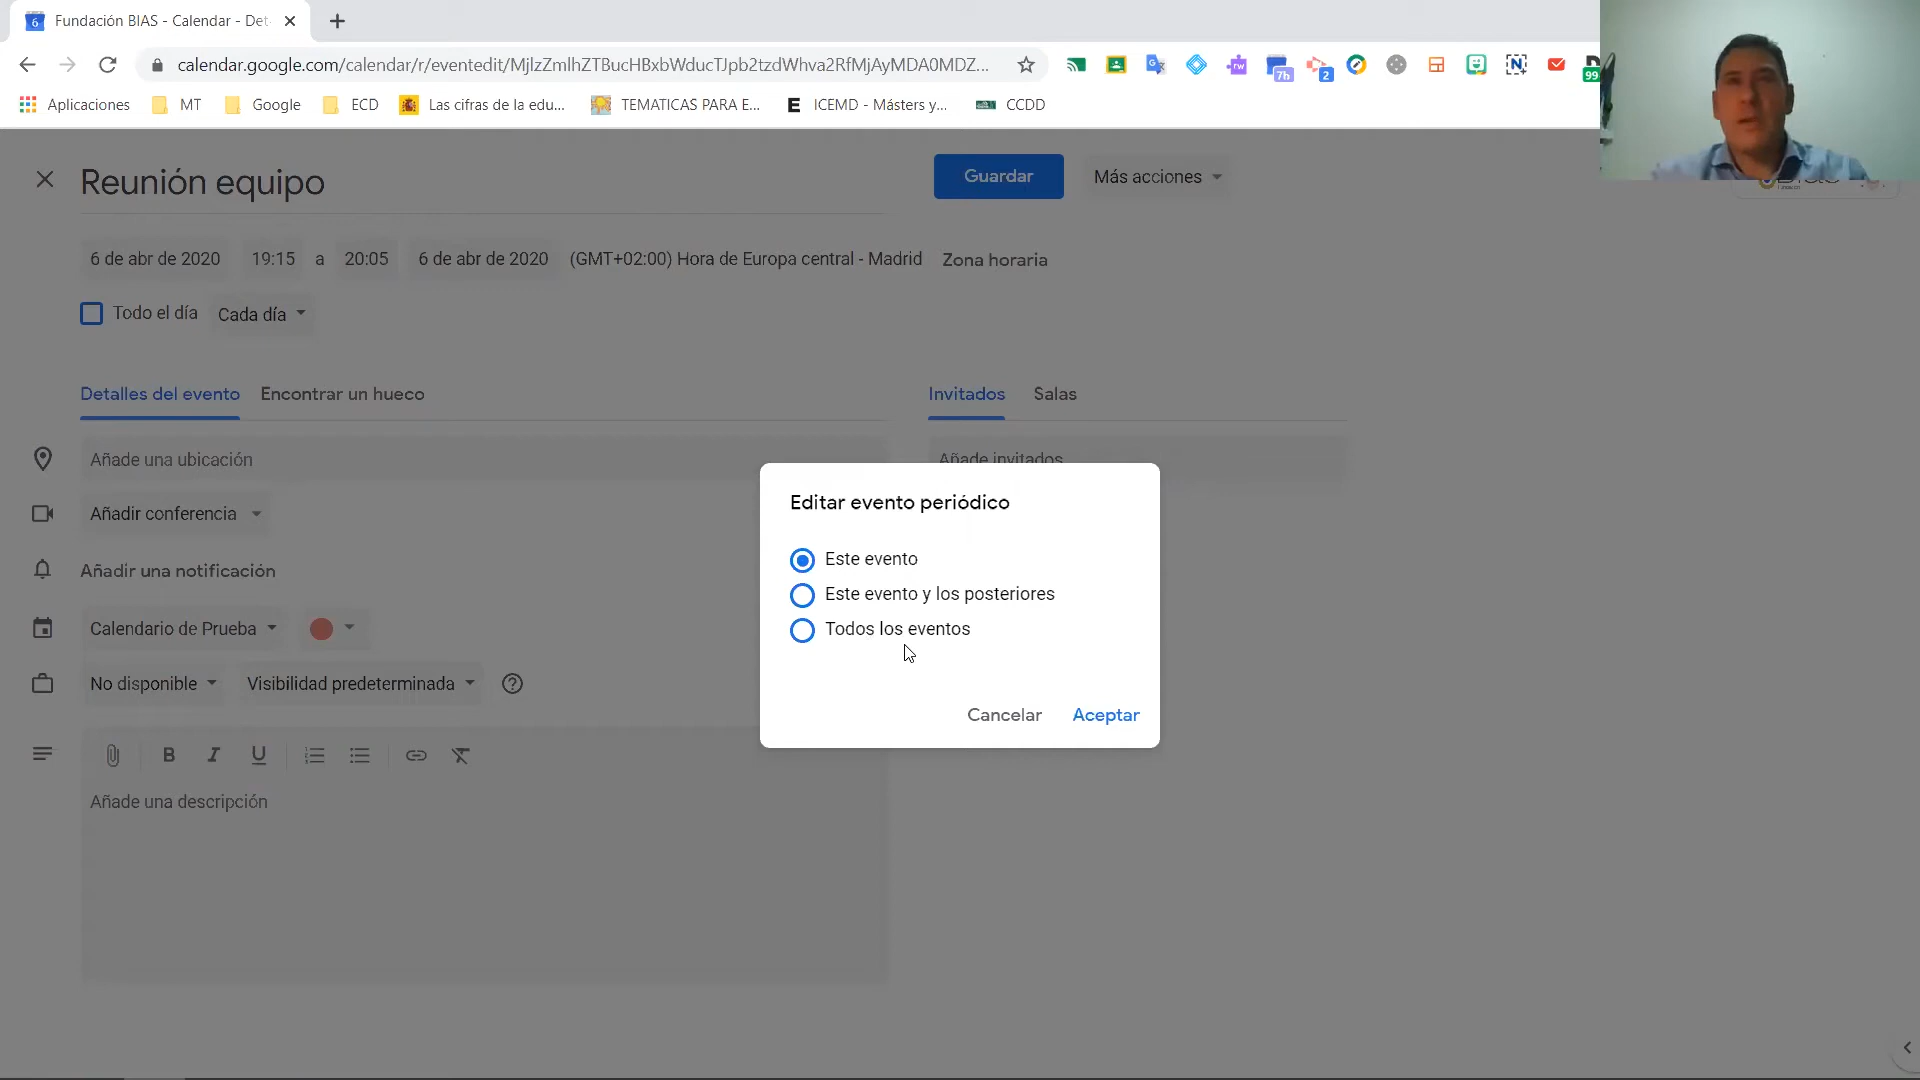 Fundación BIAS - Calendar - Det
calendar.google.com/calendar/r/eventedit/MjlzZmlhZTBucHBxbWducTJpb2tzdWhva2RfMjAyMDA0MDZ...
7h
2
99
Aplicaciones MT Google ECD Las cifras de la edu... TEMATICAS PARA E... ICEMD - Másters y... CCDD
Reunión equipo
Guardar
Más acciones
6 de abr de 2020 19:15 a 20:05 6 de abr de 2020 (GMT+02:00) Hora de Europa central - Madrid Zona horaria
Todo el día Cada día
Detalles del evento Encontrar un hueco
Invitados Salas
Añade una ubicación
Añade invitados
Añadir conferencia
Añadir una notificación
Calendario de Prueba
No disponible Visibilidad predeterminada
B I U
Añade una descripción
Editar evento periódico
Este evento
Este evento y los posteriores
Todos los eventos
Cancelar Aceptar